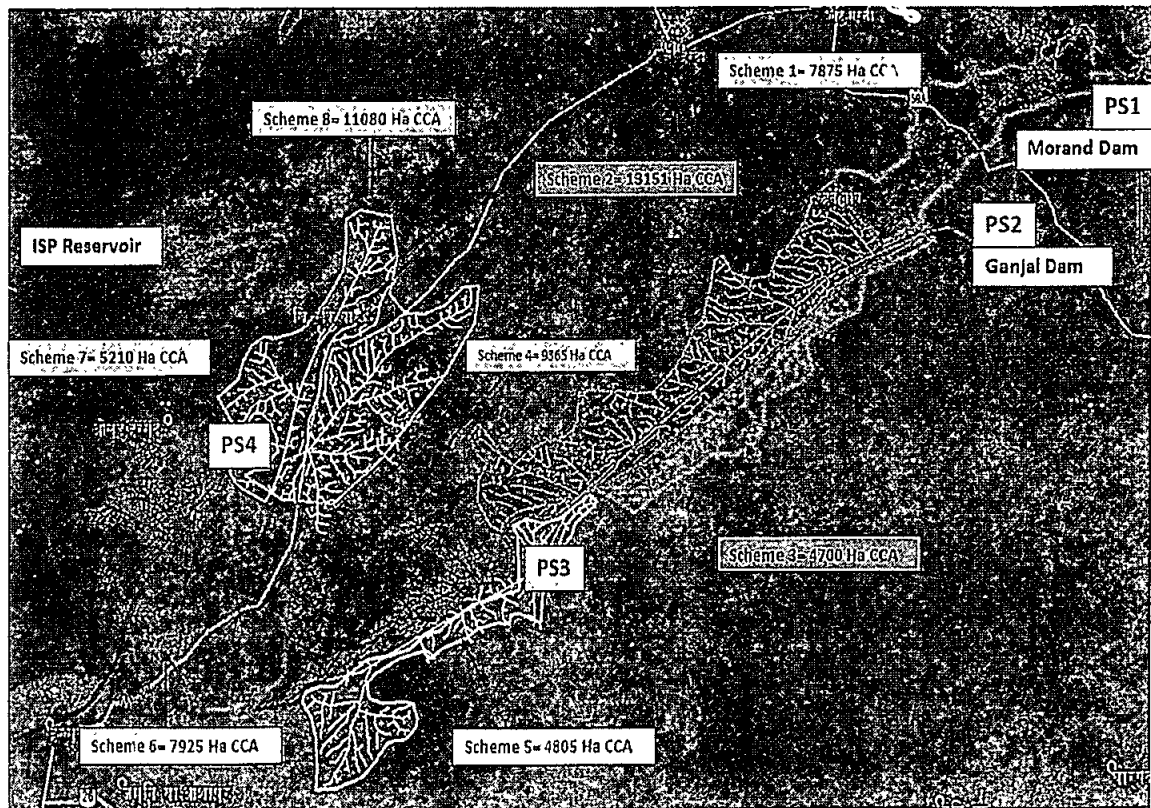 Scheme 1= 7875 Ha CCA
PS1
Scheme 8= 11080 Ha CCA
Morand Dam
Scheme 2= 13151 Ha CCA
PS2
ISP Reservoir
Ganjal Dam
Scheme 7= 5210 Ha CCA
Scheme 4= 9365 Ha CCA
PS4
Scheme 3= 4700 Ha CCA
PS3
Scheme 6= 7925 Ha CCA
Scheme 5= 4805 Ha CCA